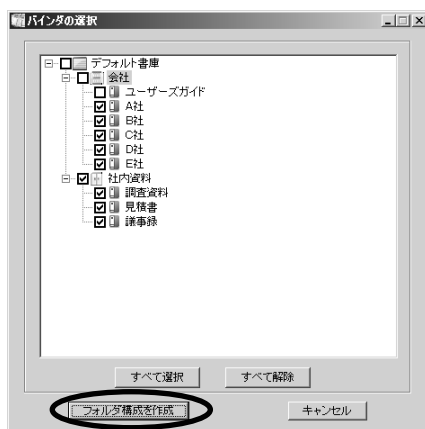 バインダの選択
デフォルト書庫
会社
ユーザーズガイド
A社
B社
C社
D社
E社
社内資料
調査資料
見積書
議事録
すべて選択 すべて解除
フォルダ構成を作成 キャンセル